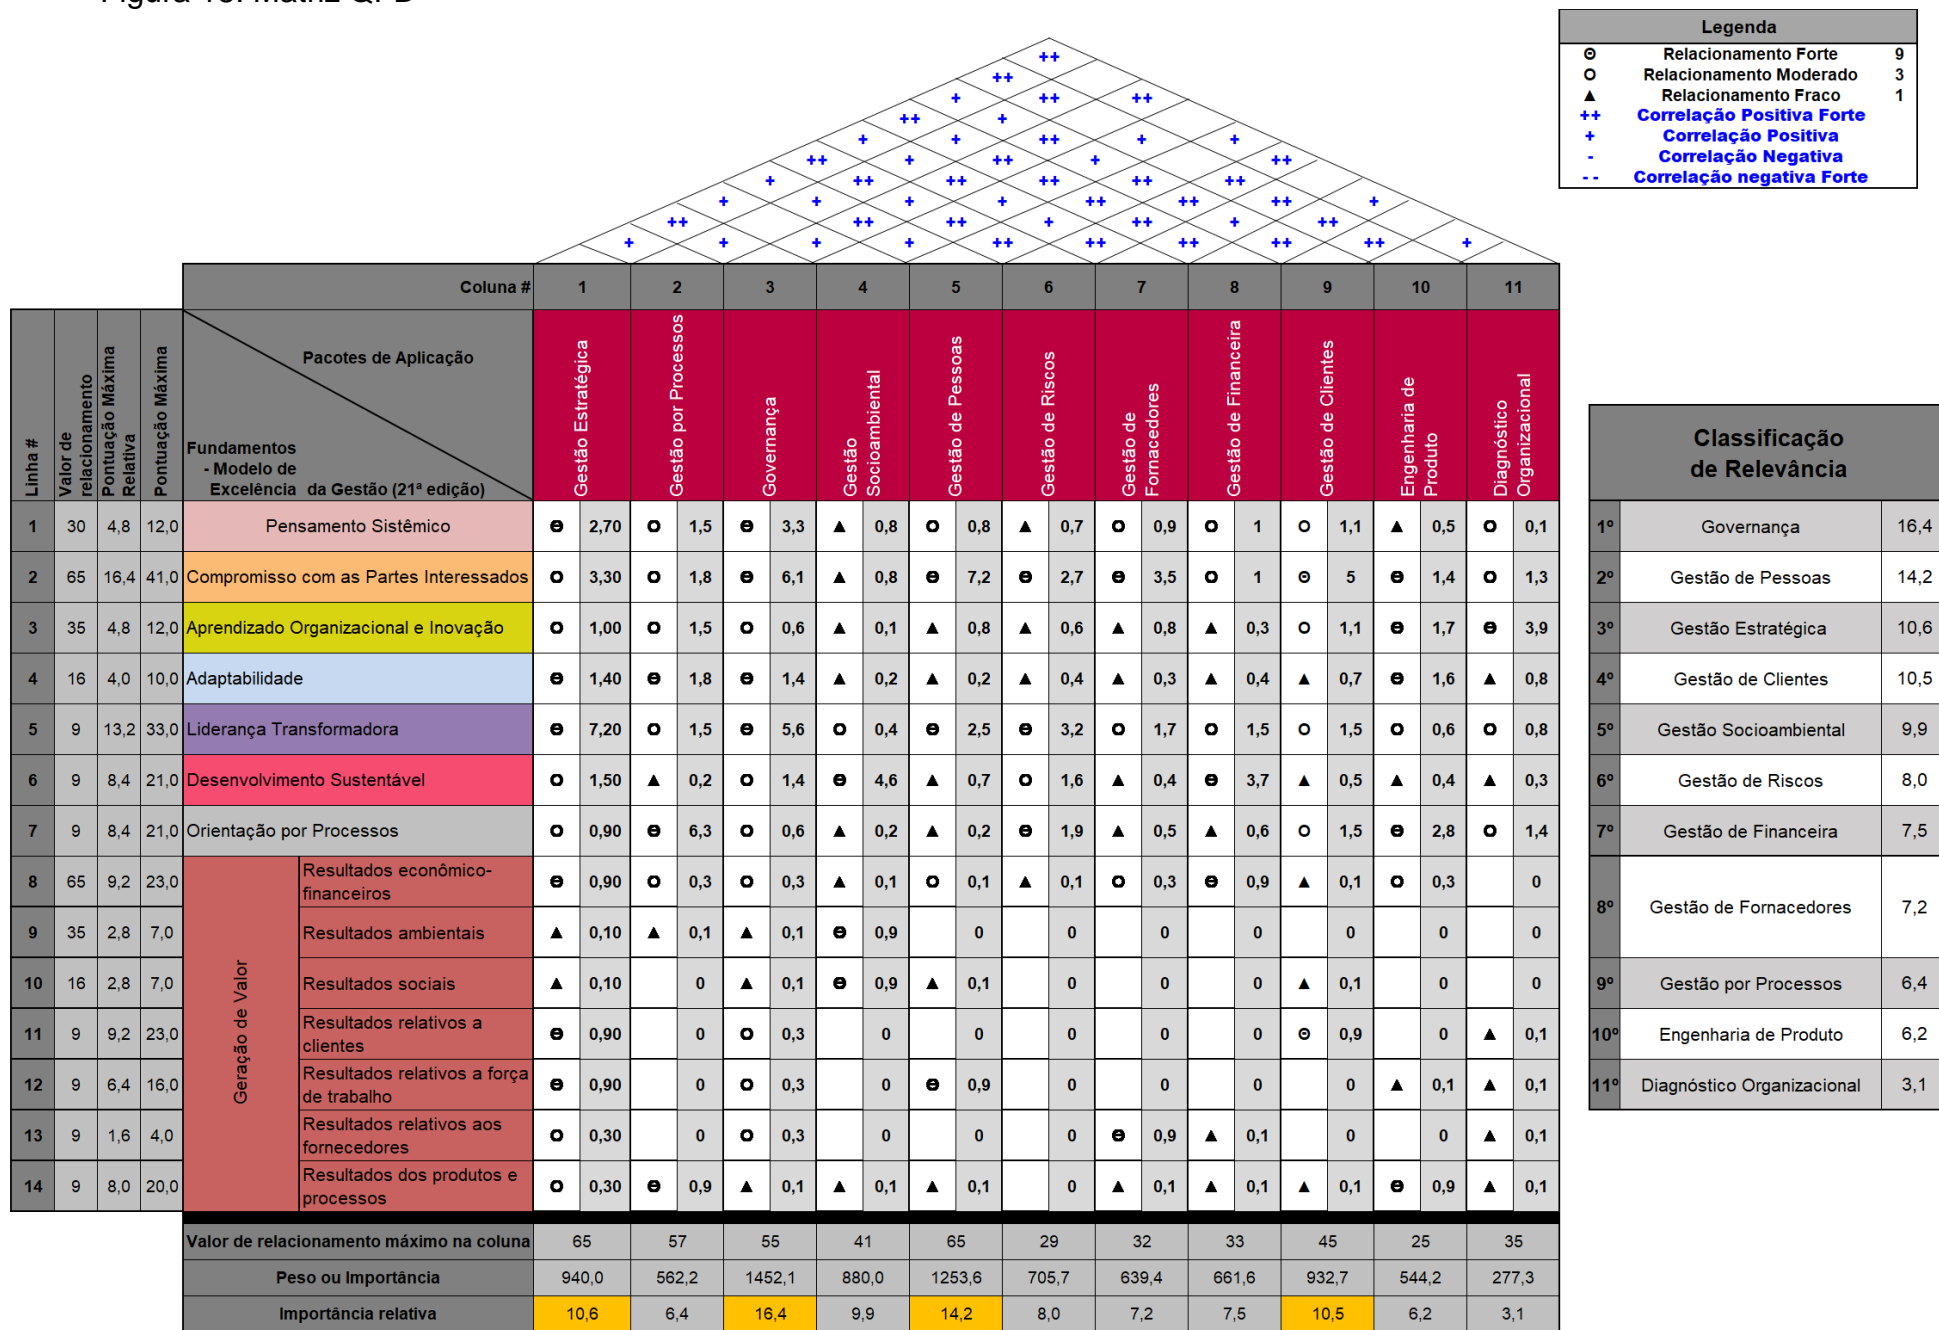 Legenda
⊖ Relacionamento Forte 9
O Relacionamento Moderado 3
▲ Relacionamento Fraco 1
++ Correlação Positiva Forte
+ Correlação Positiva
- Correlação Negativa
- - Correlação negativa Forte
++
++
+ ++ ++
++ +
+ + ++ + +
++ + ++ + ++
+ ++ ++ ++ ++
+ + + + ++ ++ ++ +
++ ++ ++ + ++ + ++
+ + + + ++ ++ ++ ++ ++ +
Coluna # 1 2 3 4 5 6 7 8 9 10 11
Linha #
Valor de relacionamento
Pontuação Máxima Relativa
Pontuação Máxima
Pacotes de Aplicação
Fundamentos
- Modelo de
Excelência da Gestão (21ª edição)
Gestão Estratégica
Gestão por Processos
Governança
Gestão Socioambiental
Gestão de Pessoas
Gestão de Riscos
Gestão de Fornacedores
Gestão de Financeira
Gestão de Clientes
Engenharia de Produto
Diagnóstico Organizacional
1 30 4,8 12,0 Pensamento Sistêmico ⊖ 2,70 O 1,5 ⊖ 3,3 ▲ 0,8 O 0,8 ▲ 0,7 O 0,9 O 1 O 1,1 ▲ 0,5 O 0,1
2 65 16,4 41,0 Compromisso com as Partes Interessados O 3,30 O 1,8 ⊖ 6,1 ▲ 0,8 ⊖ 7,2 ⊖ 2,7 ⊖ 3,5 O 1 ⊖ 5 ⊖ 1,4 O 1,3
3 35 4,8 12,0 Aprendizado Organizacional e Inovação O 1,00 O 1,5 O 0,6 ▲ 0,1 ▲ 0,8 ▲ 0,6 ▲ 0,8 ▲ 0,3 O 1,1 ⊖ 1,7 ⊖ 3,9
4 16 4,0 10,0 Adaptabilidade ⊖ 1,40 ⊖ 1,8 ⊖ 1,4 ▲ 0,2 ▲ 0,2 ▲ 0,4 ▲ 0,3 ▲ 0,4 ▲ 0,7 ⊖ 1,6 ▲ 0,8
5 9 13,2 33,0 Liderança Transformadora ⊖ 7,20 O 1,5 ⊖ 5,6 O 0,4 ⊖ 2,5 ⊖ 3,2 O 1,7 O 1,5 O 1,5 O 0,6 O 0,8
6 9 8,4 21,0 Desenvolvimento Sustentável O 1,50 ▲ 0,2 O 1,4 ⊖ 4,6 ▲ 0,7 O 1,6 ▲ 0,4 ⊖ 3,7 ▲ 0,5 ▲ 0,4 ▲ 0,3
7 9 8,4 21,0 Orientação por Processos O 0,90 ⊖ 6,3 O 0,6 ▲ 0,2 ▲ 0,2 ⊖ 1,9 ▲ 0,5 ▲ 0,6 O 1,5 ⊖ 2,8 O 1,4
Geração de Valor
8 65 9,2 23,0 Resultados econômico-financeiros ⊖ 0,90 O 0,3 O 0,3 ▲ 0,1 O 0,1 ▲ 0,1 O 0,3 ⊖ 0,9 ▲ 0,1 O 0,3 0
9 35 2,8 7,0 Resultados ambientais ▲ 0,10 ▲ 0,1 ▲ 0,1 ⊖ 0,9 0 0 0 0 0 0 0
10 16 2,8 7,0 Resultados sociais ▲ 0,10 0 ▲ 0,1 ⊖ 0,9 ▲ 0,1 0 0 0 ▲ 0,1 0 0
11 9 9,2 23,0 Resultados relativos a clientes ⊖ 0,90 0 O 0,3 0 0 0 0 0 ⊖ 0,9 0 ▲ 0,1
12 9 6,4 16,0 Resultados relativos a força de trabalho ⊖ 0,90 0 O 0,3 0 ⊖ 0,9 0 0 0 0 ▲ 0,1 ▲ 0,1
13 9 1,6 4,0 Resultados relativos aos fornecedores O 0,30 0 O 0,3 0 0 0 ⊖ 0,9 ▲ 0,1 0 0 ▲ 0,1
14 9 8,0 20,0 Resultados dos produtos e processos O 0,30 ⊖ 0,9 ▲ 0,1 ▲ 0,1 ▲ 0,1 0 ▲ 0,1 ▲ 0,1 ▲ 0,1 ⊖ 0,9 ▲ 0,1
Valor de relacionamento máximo na coluna 65 57 55 41 65 29 32 33 45 25 35
Peso ou Importância 940,0 562,2 1452,1 880,0 1253,6 705,7 639,4 661,6 932,7 544,2 277,3
Importância relativa 10,6 6,4 16,4 9,9 14,2 8,0 7,2 7,5 10,5 6,2 3,1
Classificação
de Relevância
1º Governança 16,4
2º Gestão de Pessoas 14,2
3º Gestão Estratégica 10,6
4º Gestão de Clientes 10,5
5º Gestão Socioambiental 9,9
6º Gestão de Riscos 8,0
7º Gestão de Financeira 7,5
8º Gestão de Fornacedores 7,2
9º Gestão por Processos 6,4
10º Engenharia de Produto 6,2
11º Diagnóstico Organizacional 3,1